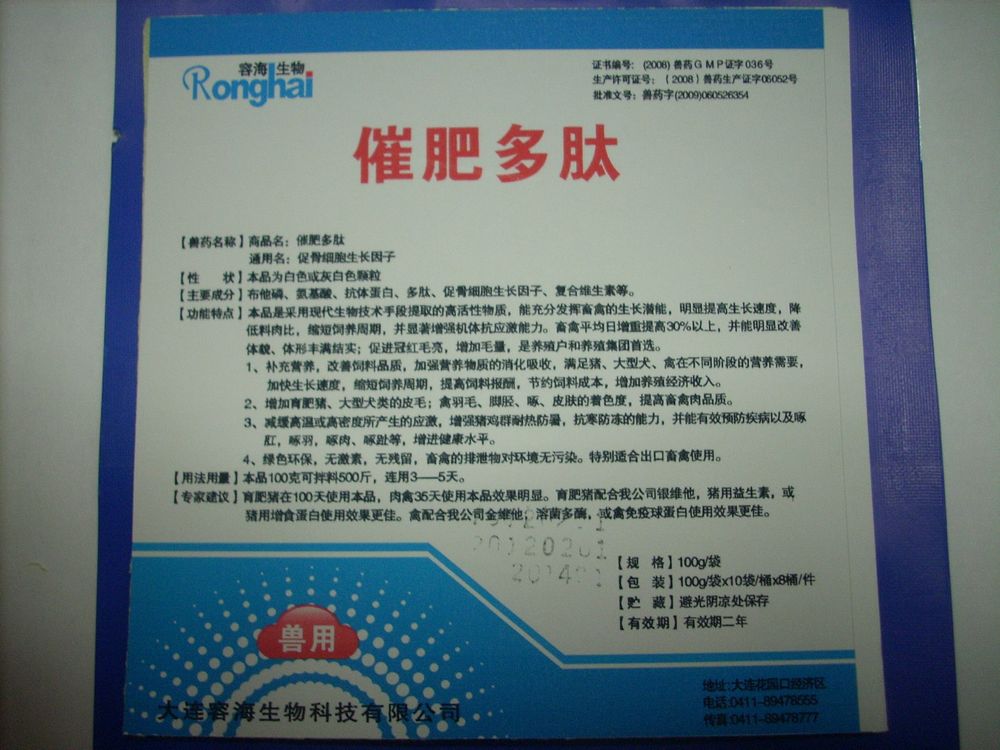 容海生物
Ronghai
证书编号：(2008)兽药GMP证字036号
生产许可证号：(2008)兽药生产证字06052号
批准文号：兽药字(2009)060526354
催肥多肽
【兽药名称】商品名：催肥多肽
通用名：促骨细胞生长因子
【性　状】本品为白色或灰白色颗粒
【主要成分】布他磷、氨基酸、抗体蛋白、多肽、促骨细胞生长因子、复合维生素等。
【功能特点】本品是采用现代生物技术手段提取的高活性物质，能充分发挥畜禽的生长潜能，明显提高生长速度，降
低料肉比，缩短饲养周期，并显著增强机体抗应激能力。畜禽平均日增重提高30%以上，并能明显改善
体貌、体形丰满结实；促进冠红毛亮，增加毛量，是养殖户和养殖集团首选。
1、补充营养，改善饲料品质，加强营养物质的消化吸收，满足猪、大型犬、禽在不同阶段的营养需要，
加快生长速度，缩短饲养周期，提高饲料报酬，节约饲料成本，增加养殖经济收入。
2、增加育肥猪、大型犬类的皮毛；禽羽毛、脚胫、啄、皮肤的着色度，提高畜禽肉品质。
3、减缓高温或高密度所产生的应激，增强猪鸡群耐热防暑，抗寒防冻的能力，并能有效预防疾病以及啄
肛，啄羽，啄肉、啄趾等，增进健康水平。
4、绿色环保，无激素，无残留，畜禽的排泄物对环境无污染。特别适合出口畜禽使用。
【用法用量】本品100克可拌料500斤，连用3—5天。
【专家建议】育肥猪在100天使用本品，肉禽35天使用本品效果明显。育肥猪配合我公司银维他，猪用益生素，或
猪用增食蛋白使用效果更佳。禽配合我公司金维他；溶菌多酶，或禽免疫球蛋白使用效果更佳。
20120201
【规　格】100g/袋
【包　装】100g/袋x10袋/桶x8桶/件
【贮　藏】避光阴凉处保存
【有效期】有效期二年
兽用
大连容海生物科技有限公司
地址:大连花园口经济区
电话:0411-89478555
传真:0411-89478777